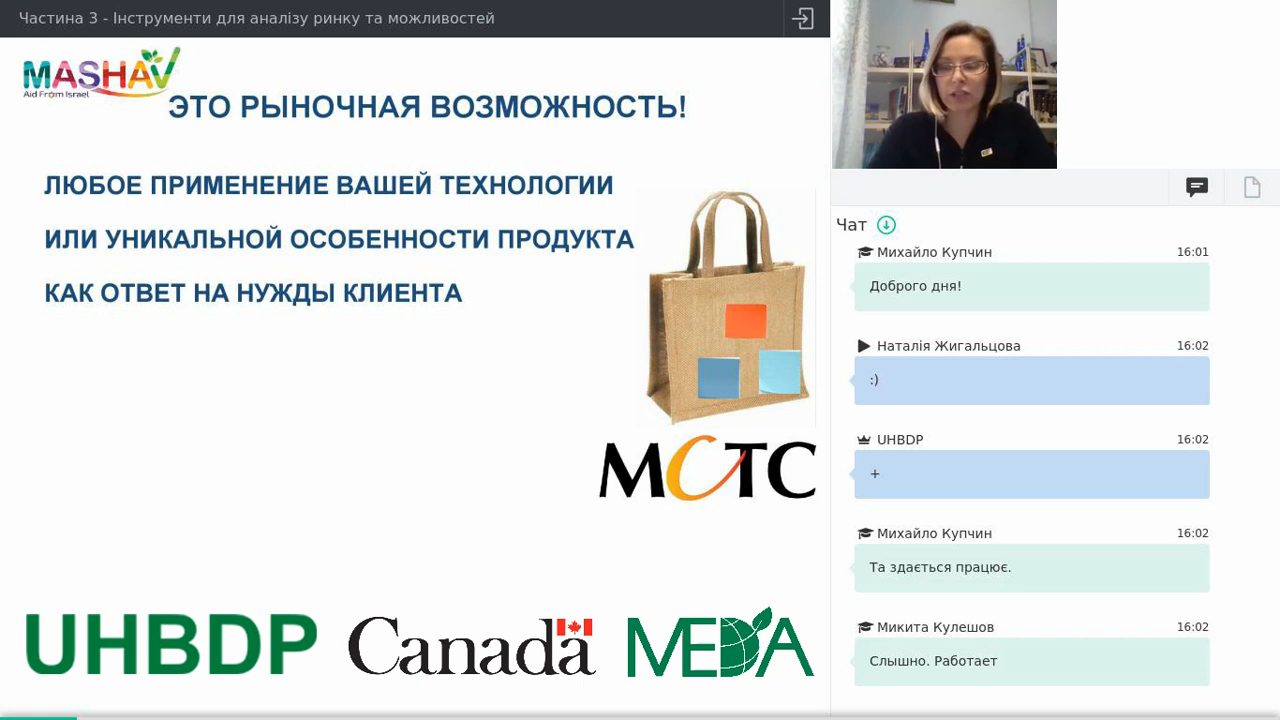 Частина 3 - Інструменти для аналізу ринку та можливостей
MASHAV
Aid From Israel
ЭТО РЫНОЧНАЯ ВОЗМОЖНОСТЬ!
ЛЮБОЕ ПРИМЕНЕНИЕ ВАШЕЙ ТЕХНОЛОГИИ
ИЛИ УНИКАЛЬНОЙ ОСОБЕННОСТИ ПРОДУКТА
КАК ОТВЕТ НА НУЖДЫ КЛИЕНТА
MCTC
UHBDP
Canada
MEDA
Чат
Михайло Купчин 16:01
Доброго дня!
Наталія Жигальцова 16:02
:)
UHBDP 16:02
+
Михайло Купчин 16:02
Та здається працює.
Микита Кулешов 16:02
Слышно. Работает